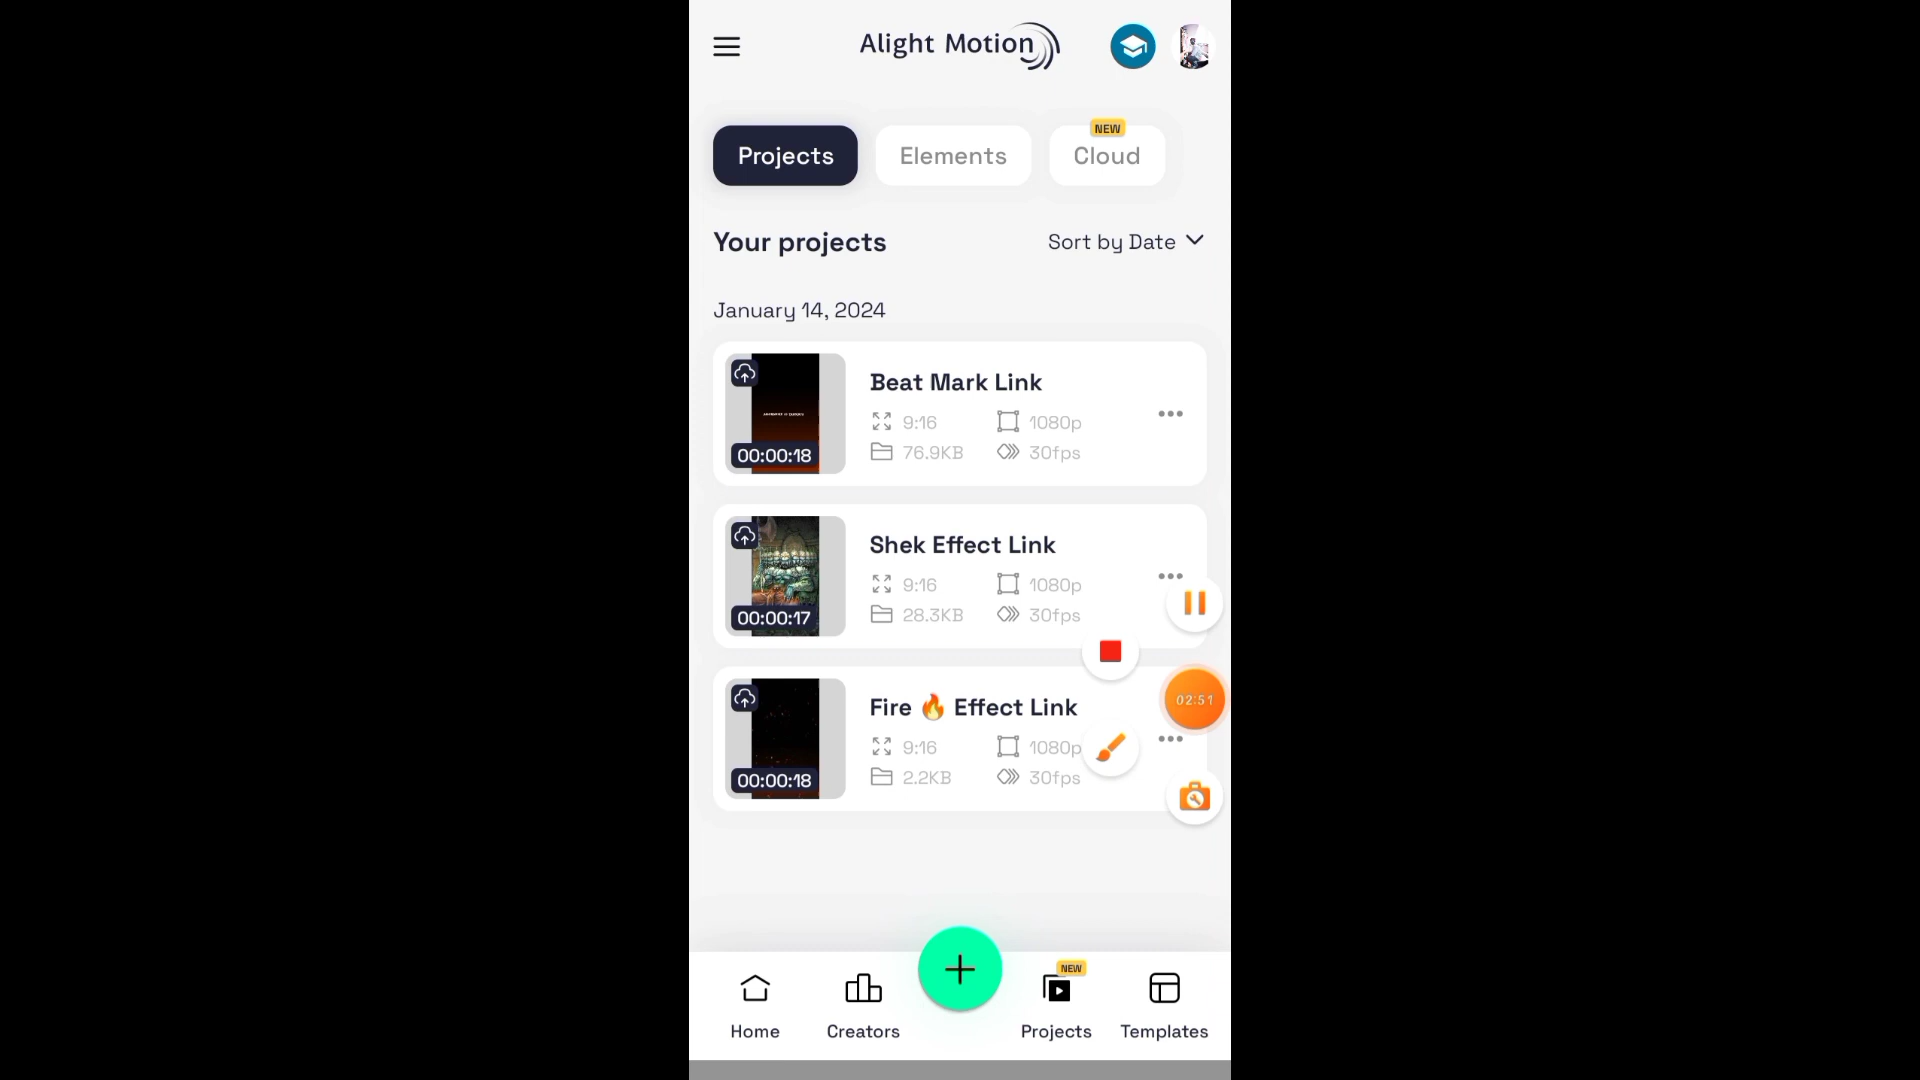 Alight Motion
Projects
Elements
NEW
Cloud
Your projects
Sort by Date
January 14, 2024
Beat Mark Link
9:16
1080p
76.9KB
30fps
00:00:18
Shek Effect Link
9:16
1080p
28.3KB
30fps
00:00:17
Fire 🔥 Effect Link
9:16
1080p
2.2KB
30fps
00:00:18
02:51
Home
Creators
NEW
Projects
Templates